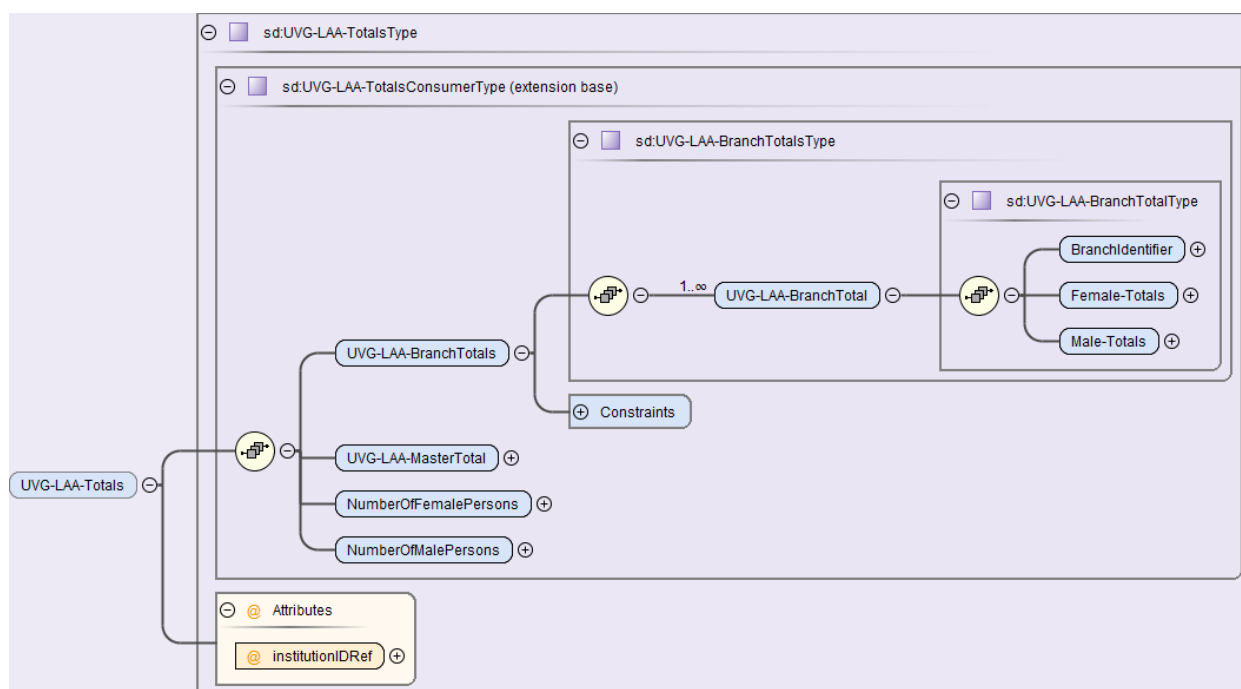 sd:UVG-LAA-TotalsType
sd:UVG-LAA-TotalsConsumerType (extension base)
sd:UVG-LAA-BranchTotalsType
sd:UVG-LAA-BranchTotalType
BranchIdentifier
1..∞
UVG-LAA-BranchTotal
Female-Totals
Male-Totals
UVG-LAA-BranchTotals
Constraints
UVG-LAA-MasterTotal
UVG-LAA-Totals
NumberOfFemalePersons
NumberOfMalePersons
@ Attributes
@ institutionIDRef